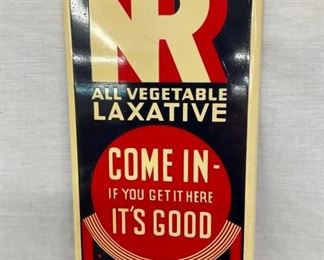 NR
ALL VEGETABLE
LAXATIVE
COME IN-
IF YOU GET IT HERE
IT'S GOOD